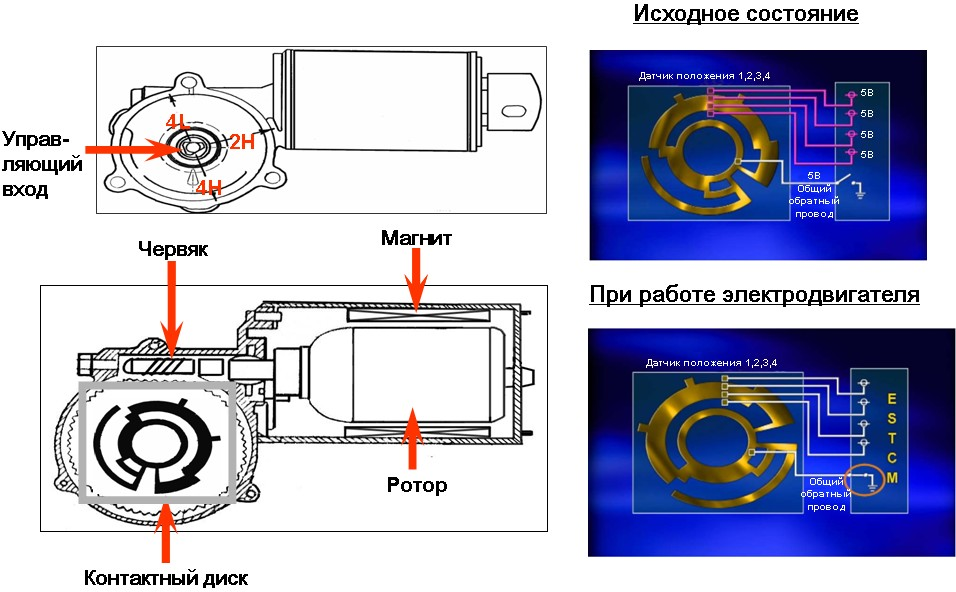 Исходное состояние
Управ-
ляющий
вход
4L
2H
4H
Датчик положения 1,2,3,4
5В
5В
5В
5В
5В
Общий
обратный
провод
Червяк
Магнит
Ротор
Контактный диск
При работе электродвигателя
Датчик положения 1,2,3,4
E
S
T
C
M
Общий
обратный
провод